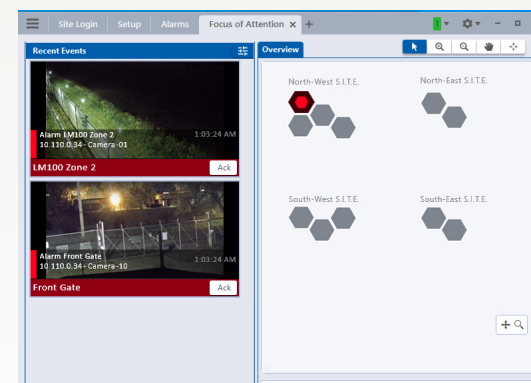 Site Login
Setup
Alarms
Focus of Attention
1
Recent Events
Overview
Alarm LM100 Zone 2
10.110.0.34 - Camera-01
1:03:24 AM
LM100 Zone 2
Ack
Alarm Front Gate
10.110.0.34 - Camera-10
1:03:24 AM
Front Gate
Ack
North-West S.I.T.E.
North-East S.I.T.E.
South-West S.I.T.E.
South-East S.I.T.E.